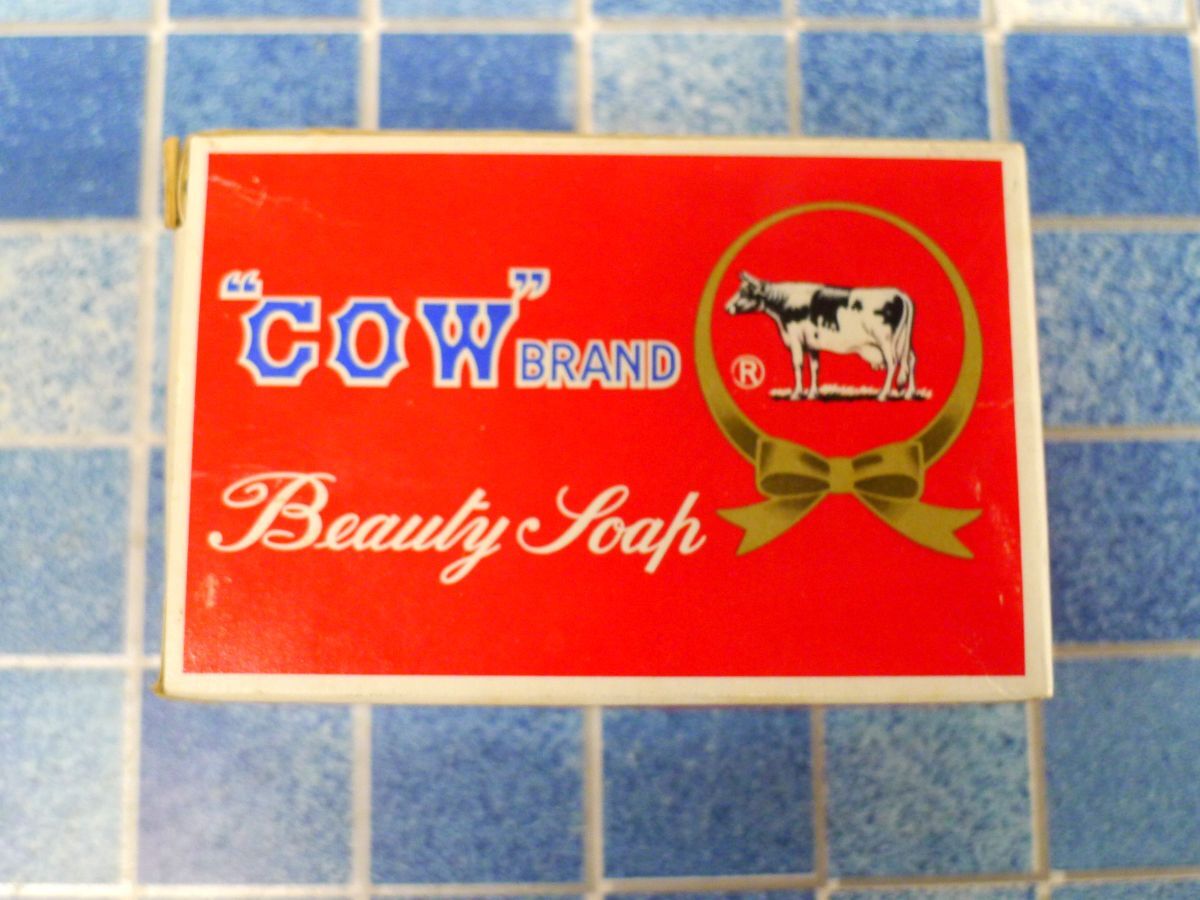 "COW" BRAND
®
Beauty Soap